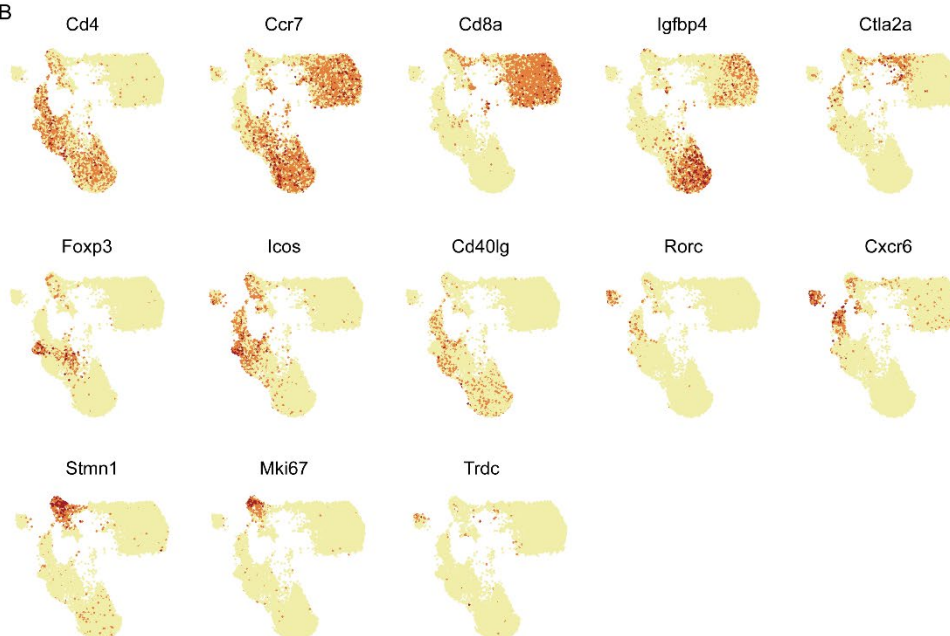 B
Cd4 Ccr7 Cd8a Igfbp4 Ctla2a
Foxp3 Icos Cd40lg Rorc Cxcr6
Stmn1 Mki67 Trdc